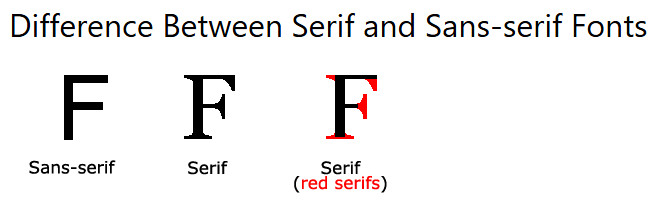 Difference Between Serif and Sans-serif Fonts
F F F
Sans-serif Serif Serif
(red serifs)